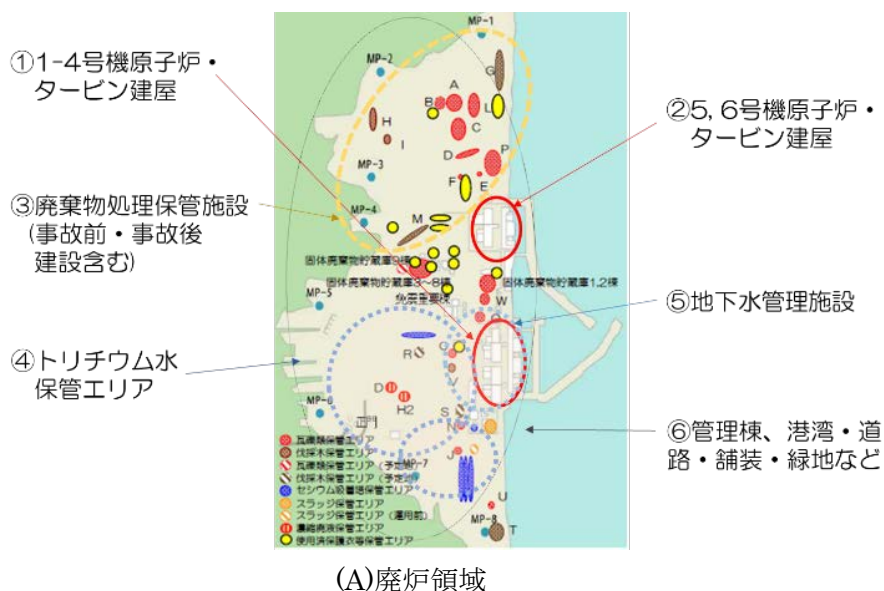 ①1-4号機原子炉・
タービン建屋
②5, 6号機原子炉・
タービン建屋
③廃棄物処理保管施設
(事故前・事故後
建設含む)
④トリチウム水
保管エリア
⑤地下水管理施設
⑥管理棟、港湾・道
路・舗装・緑地など
MP-1
MP-2
G
A
B
L
H
C
I
D
P
MP-3
F
E
MP-4
M
固体廃棄物貯蔵庫9棟
固体廃棄物貯蔵庫3～8棟
固体廃棄物貯蔵庫1,2棟
免震重要棟
MP-5
W
R
V
D
H2
MP-6
正門
S
N
J
MP-7
U
MP-8
T
瓦礫類保管エリア
伐採木保管エリア
瓦礫類保管エリア（予定地）
伐採木保管エリア（予定地）
セシウム吸着塔保管エリア
スラッジ保管エリア
スラッジ保管エリア（運用前）
濃縮廃液保管エリア
使用済保護衣等保管エリア
(A)廃炉領域